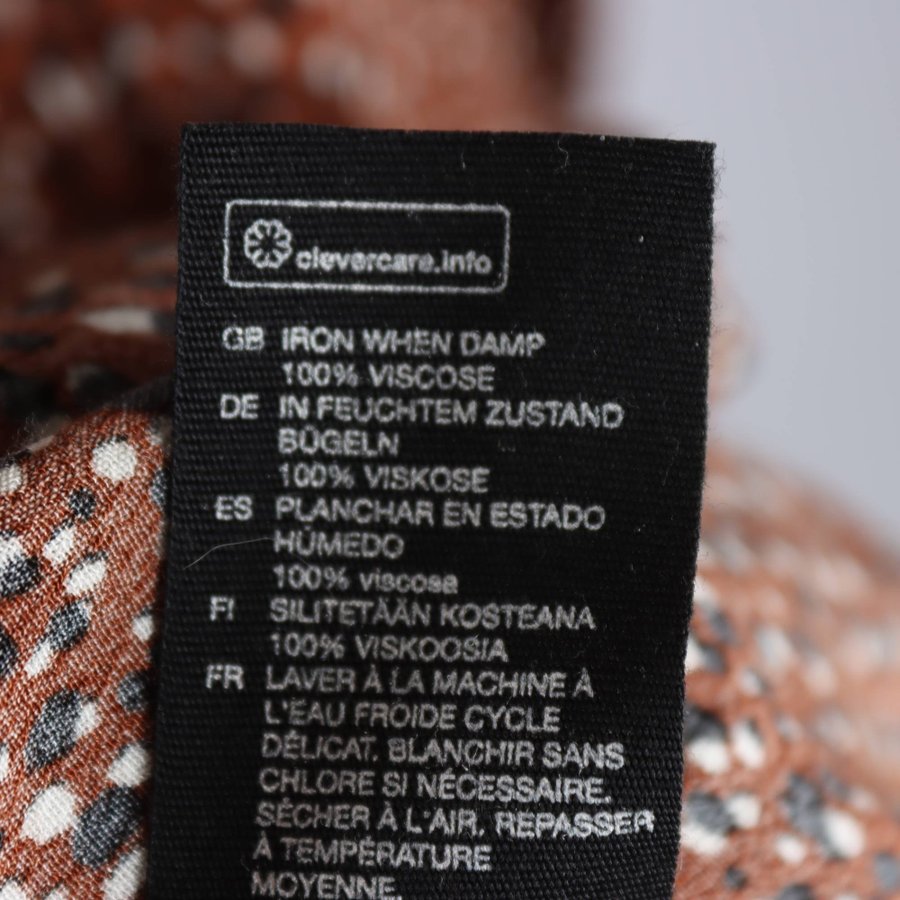 clevercare.info
GB IRON WHEN DAMP
100% VISCOSE
DE IN FEUCHTEM ZUSTAND
BÜGELN
100% VISKOSE
ES PLANCHAR EN ESTADO
HÚMEDO
100% viscosa
FI SILITETÄÄN KOSTEANA
100% VISKOOSIA
FR LAVER À LA MACHINE À
L'EAU FROIDE CYCLE
DÉLICAT. BLANCHIR SANS
CHLORE SI NÉCESSAIRE.
SÉCHER À L'AIR. REPASSER
À TEMPÉRATURE
MOYENNE.